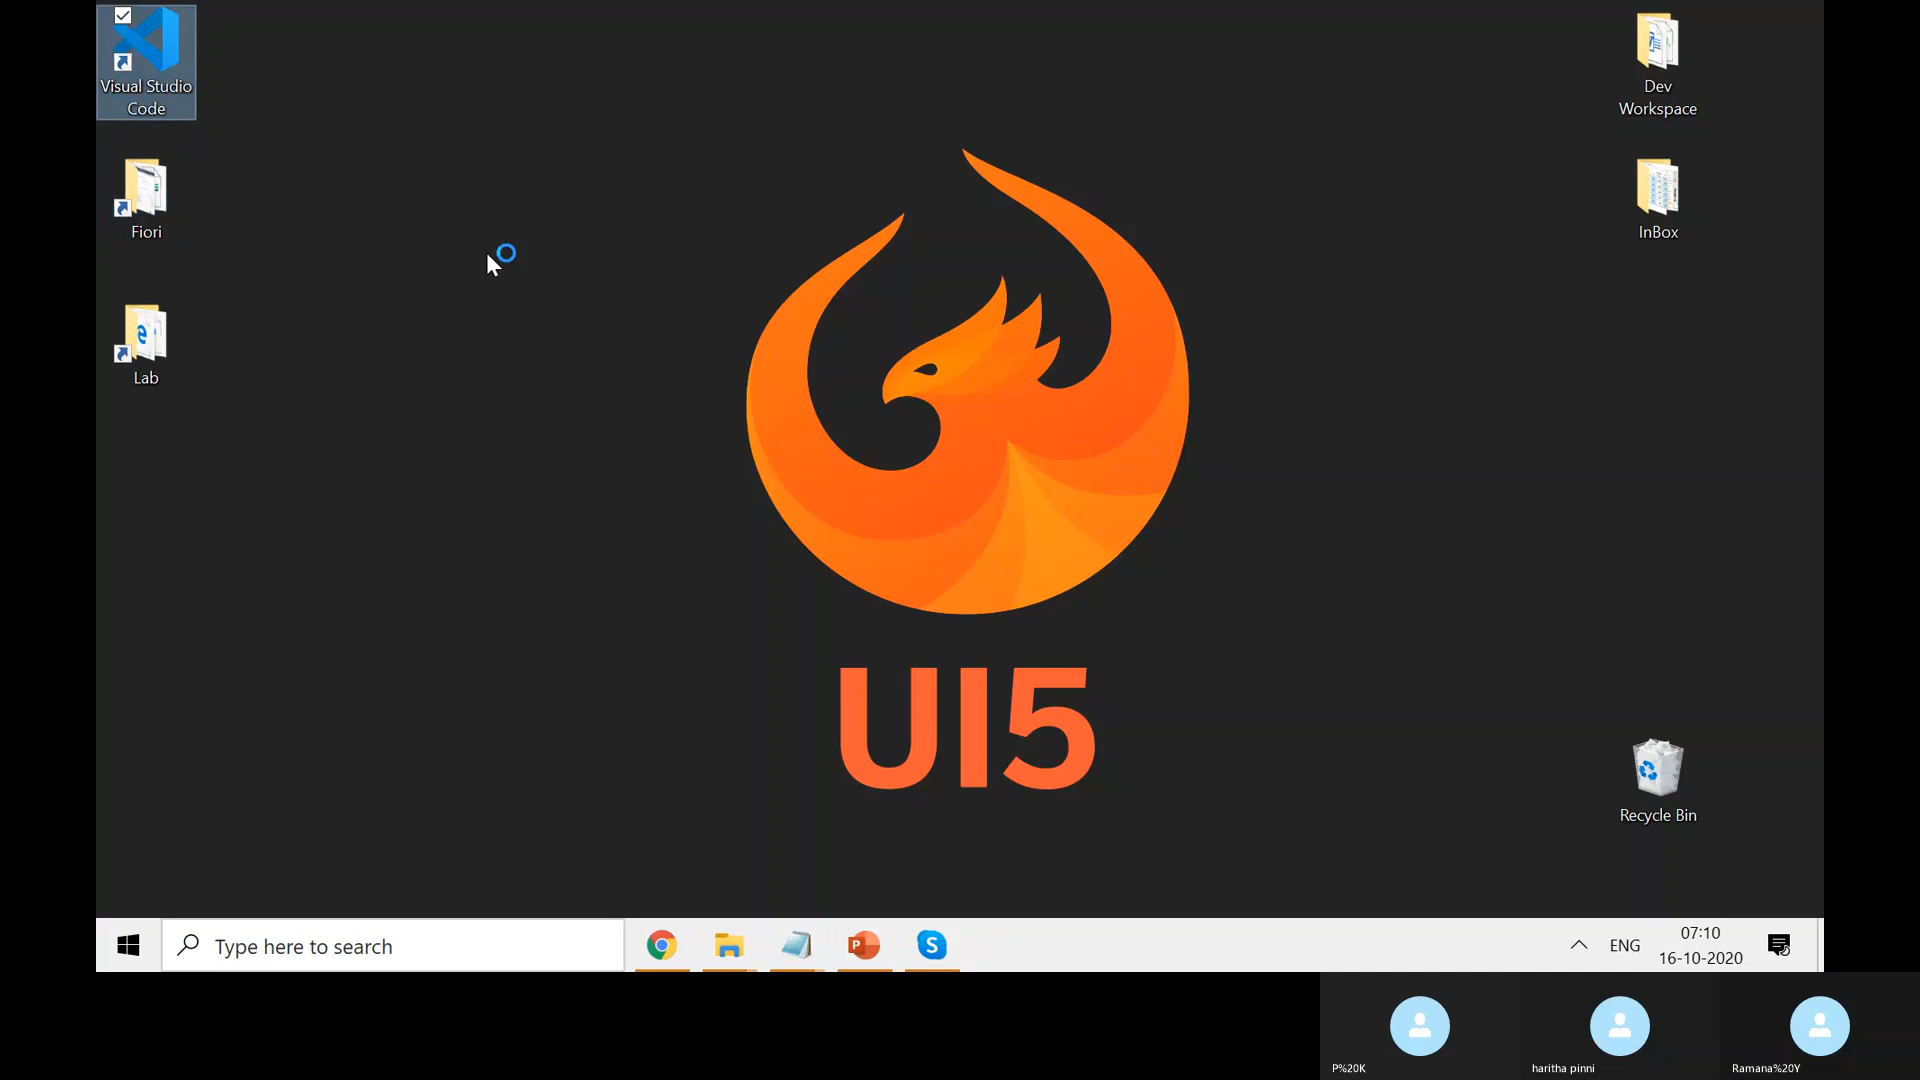 Visual Studio
Code
Fiori
Lab
Dev
Workspace
InBox
UI5
Recycle Bin
Type here to search
ENG
07:10
16-10-2020
P%20K
haritha pinni
Ramana%20Y